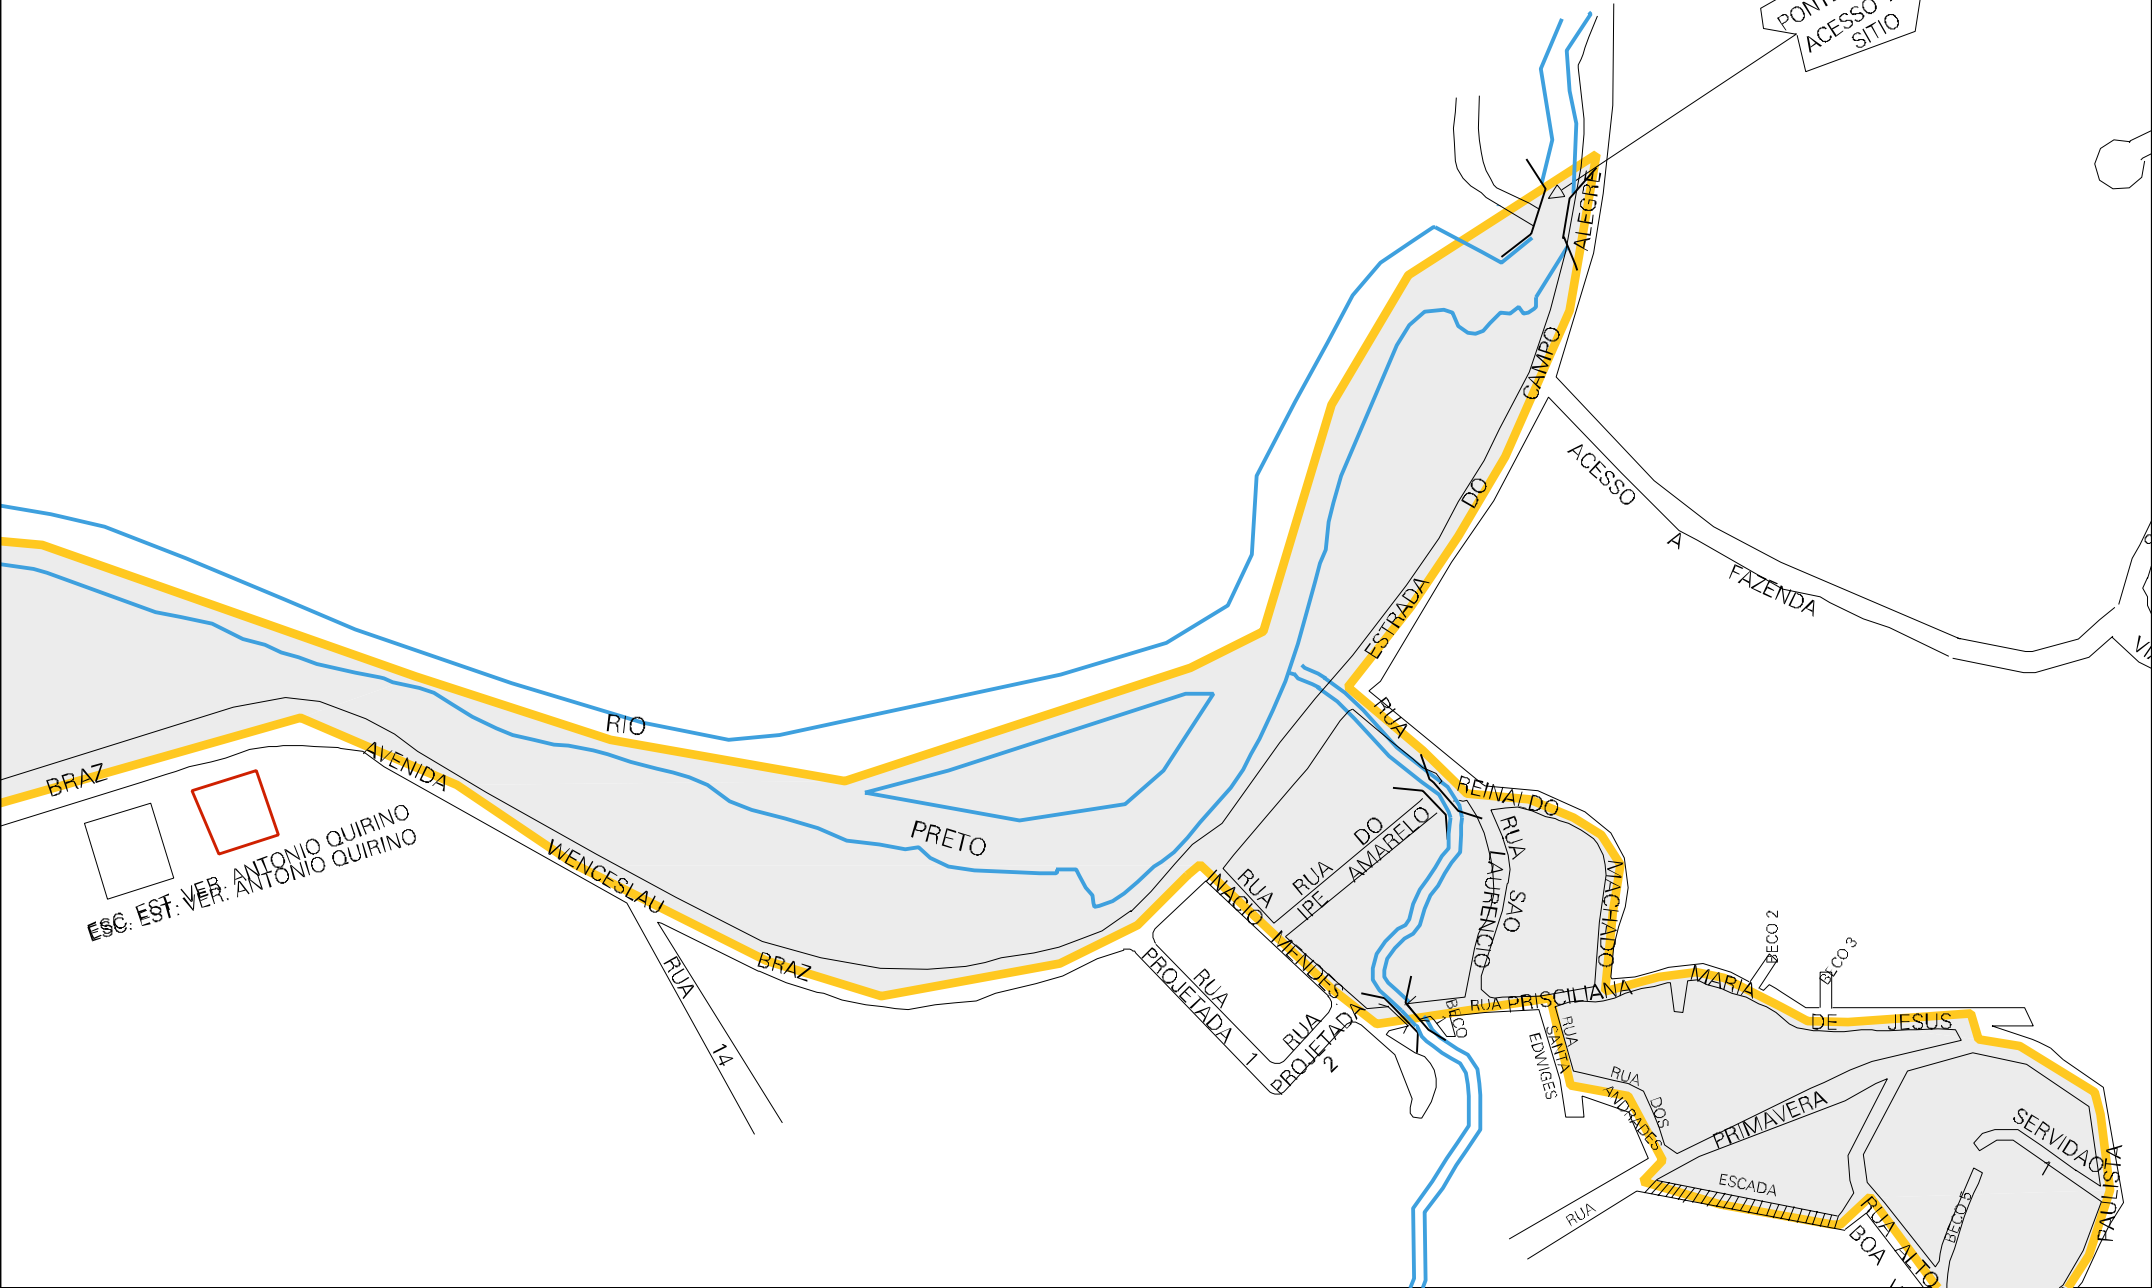 ACESSO
SITIO
ALEGRE
CAMPO
DO
ESTRADA
ACESSO
A
FAZENDA
RIO
PRETO
BRAZ
AVENIDA
WENCESLAU
BRAZ
ESC. EST. VER. ANTONIO QUIRINO
ESC. EST. VER. ANTONIO QUIRINO
RUA
14
RUA
REINALDO
MACHADO
RUA
DO
IPE
AMARELO
RUA
INACIO
MENDES
RUA
SAO
LAURENCIO
RUA
PROJETADA
1
RUA
PROJETADA
2
BECO
RUA
PRISCILIANA
MARIA
DE
JESUS
BECO 2
BECO 3
RUA
SANTA
EDWIGES
RUA
DOS
ANDRADES
PRIMAVERA
ESCADA
RUA
SERVIDAO
1
PAULISTA
BECO 5
RUA
ALTO
BOA